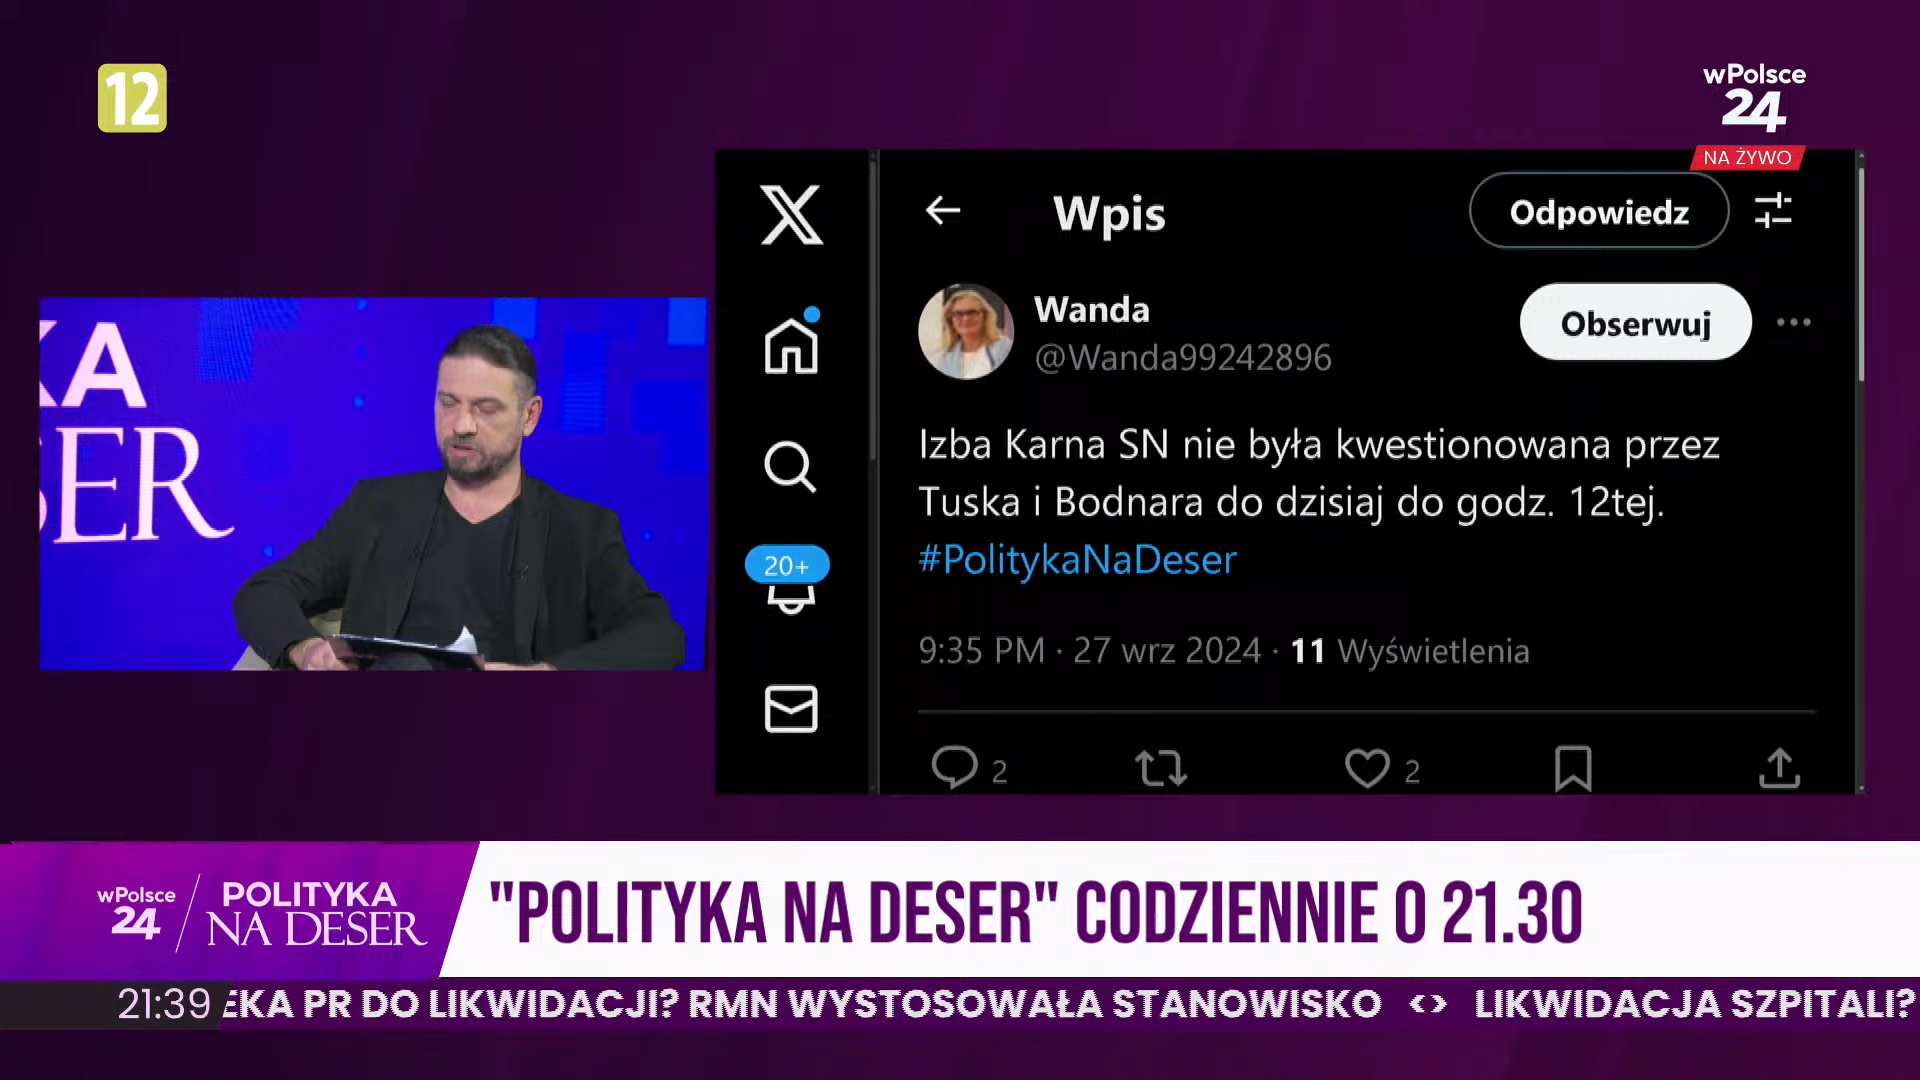 12
wPolsce
24
NA ŻYWO
Wpis
Odpowiedz
Wanda
@Wanda99242896
Obserwuj
Izba Karna SN nie była kwestionowana przez
Tuska i Bodnara do dzisiaj do godz. 12tej.
#PolitykaNaDeser
9:35 PM · 27 wrz 2024 · 11 Wyświetlenia
2
2
20+
KA
SER
wPolsce
24
POLITYKA
NA DESER
"POLITYKA NA DESER" CODZIENNIE O 21.30
21:39
EKA PR DO LIKWIDACJI? RMN WYSTOSOWAŁA STANOWISKO <> LIKWIDACJA SZPITALI?